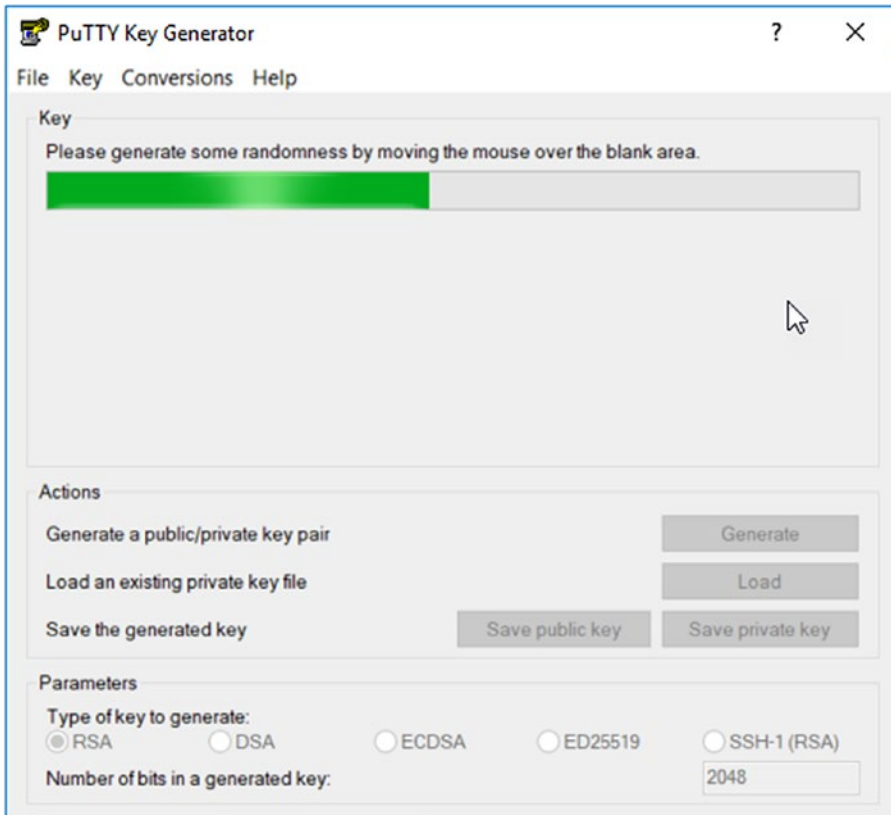 PuTTY Key Generator ?
File Key Conversions Help
Key
Please generate some randomness by moving the mouse over the blank area.
Actions
Generate a public/private key pair Generate
Load an existing private key file Load
Save the generated key Save public key Save private key
Parameters
Type of key to generate:
RSA DSA ECDSA ED25519 SSH-1 (RSA)
Number of bits in a generated key: 2048